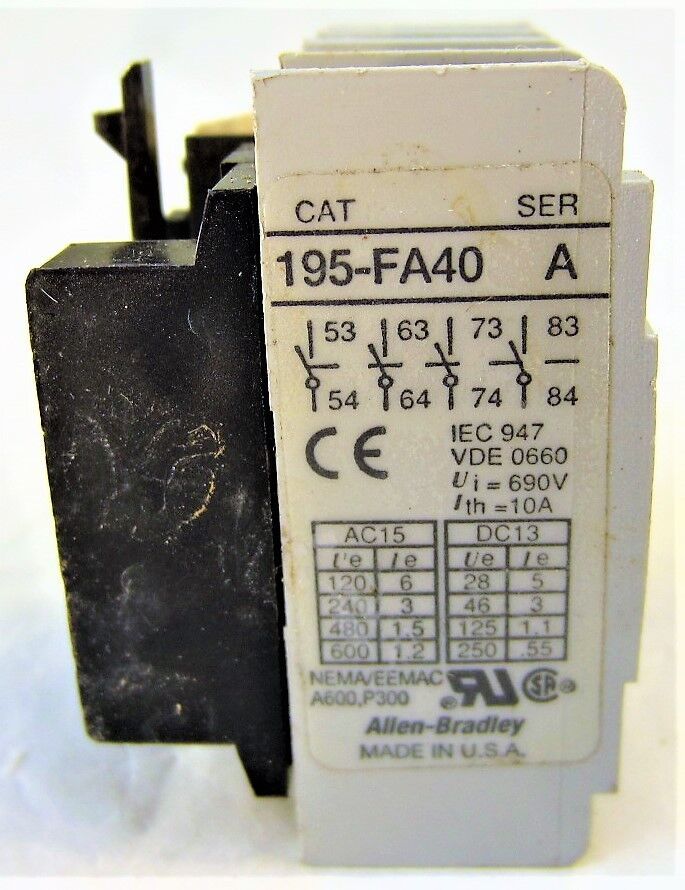 CAT SER
195-FA40 A
53 63 73 83
54 64 74 84
CE
IEC 947
VDE 0660
Ui = 690V
Ith =10A
AC15 DC13
Ue Ie Ue Ie
120 6 28 5
240 3 46 3
480 1.5 125 1.1
600 1.2 250 .55
NEMA/EEMAC
A600,P300
Allen-Bradley
MADE IN U.S.A.